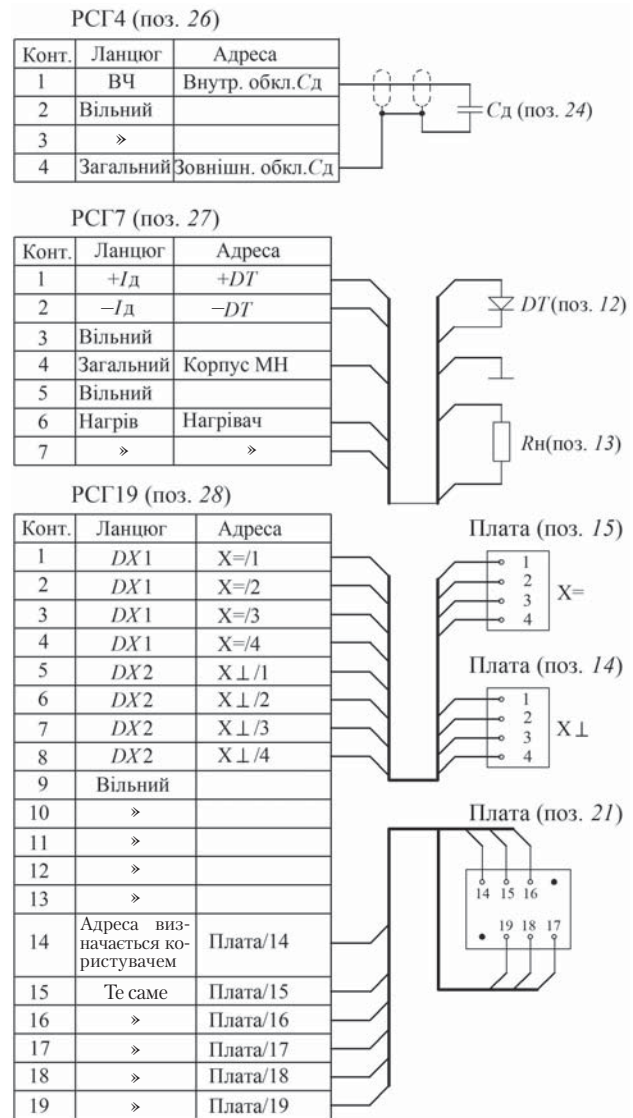 РСГ4 (поз. 26)
Конт. Ланцюг Адреса
1 ВЧ Внутр. обкл.Сд
2 Вільний
3 »
4 Загальний Зовнішн. обкл.Сд
Сд (поз. 24)
РСГ7 (поз. 27)
Конт. Ланцюг Адреса
1 +Iд +DT
2 –Iд –DT
3 Вільний
4 Загальний Корпус МН
5 Вільний
6 Нагрів Нагрівач
7 » »
DT(поз. 12)
Rн(поз. 13)
РСГ19 (поз. 28)
Конт. Ланцюг Адреса
1 DX1 X=/1
2 DX1 X=/2
3 DX1 X=/3
4 DX1 X=/4
5 DX2 X⊥/1
6 DX2 X⊥/2
7 DX2 X⊥/3
8 DX2 X⊥/4
9 Вільний
10 »
11 »
12 »
13 »
14 Адреса виз-
начається ко-
ристувачем
Плата/14
15 Те саме Плата/15
16 » Плата/16
17 » Плата/17
18 » Плата/18
19 » Плата/19
Плата (поз. 15)
1
2
3
4
X=
Плата (поз. 14)
1
2
3
4
X⊥
Плата (поз. 21)
14 15 16
19 18 17